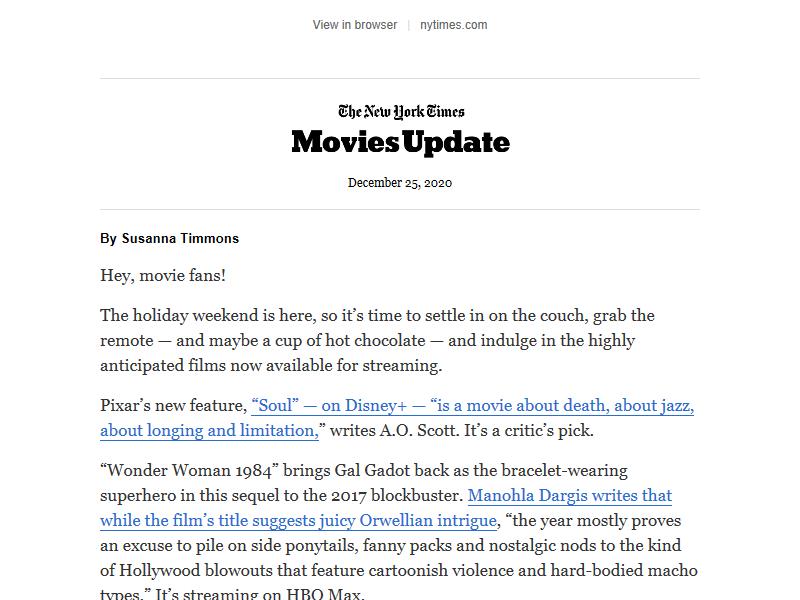 View in browser | nytimes.com
The New York Times
Movies Update
December 25, 2020
By Susanna Timmons
Hey, movie fans!
The holiday weekend is here, so it’s time to settle in on the couch, grab the
remote — and maybe a cup of hot chocolate — and indulge in the highly
anticipated films now available for streaming.
Pixar’s new feature, “Soul” — on Disney+ — “is a movie about death, about jazz,
about longing and limitation,” writes A.O. Scott. It’s a critic’s pick.
“Wonder Woman 1984” brings Gal Gadot back as the bracelet-wearing
superhero in this sequel to the 2017 blockbuster. Manohla Dargis writes that
while the film’s title suggests juicy Orwellian intrigue, “the year mostly proves
an excuse to pile on side ponytails, fanny packs and nostalgic nods to the kind
of Hollywood blowouts that feature cartoonish violence and hard-bodied macho
types.” It’s streaming on HBO Max.